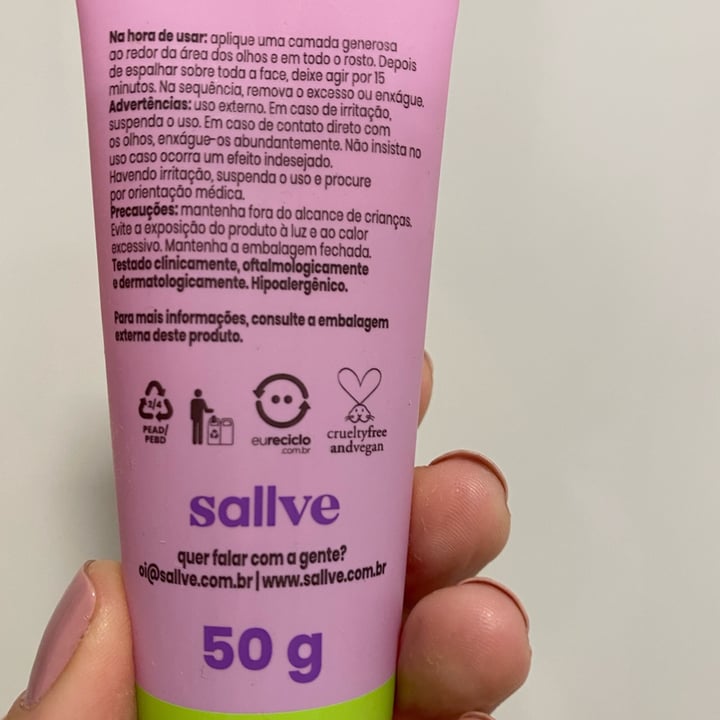 Na hora de usar: aplique uma camada generosa
ao redor da área dos olhos e em todo o rosto. Depois
de espalhar sobre toda a face, deixe agir por 15
minutos. Na sequência, remova o excesso ou enxágue.
Advertências: uso externo. Em caso de irritação,
suspenda o uso. Em caso de contato direto com
os olhos, enxágue-os abundantemente. Não insista no
uso caso ocorra um efeito indesejado.
Havendo irritação, suspenda o uso e procure
por orientação médica.
Precauções: mantenha fora do alcance de crianças.
Evite a exposição do produto à luz e ao calor
excessivo. Mantenha a embalagem fechada.
Testado clinicamente, oftalmologicamente
e dermatologicamente. Hipoalergênico.
Para mais informações, consulte a embalagem
externa deste produto.
2/4
PEAD/
PEBD
eureciclo
.com.br
crueltyfree
andvegan
sallve
quer falar com a gente?
oi@sallve.com.br | www.sallve.com.br
50 g